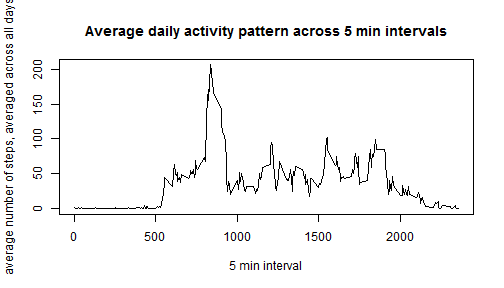 Average daily activity pattern across 5 min intervals
average number of steps, averaged across all days
200
150
100
50
0
0 500 1000 1500 2000
5 min interval